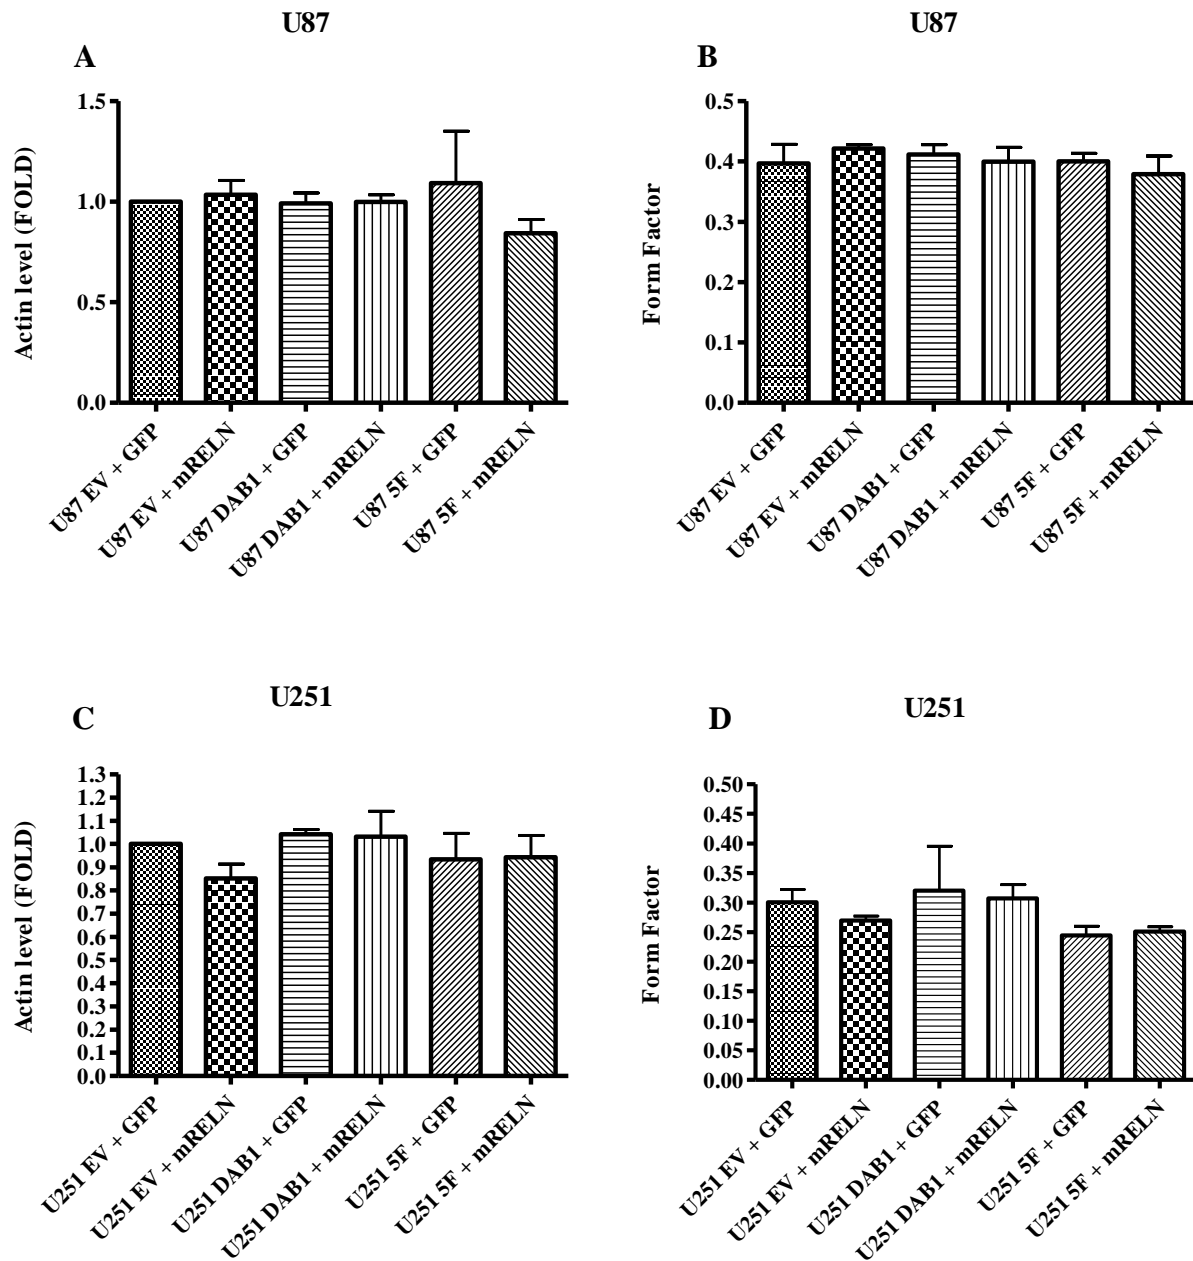 U87
A
Actin level (FOLD)
1.5
1.0
0.5
0.0
U87 EV + GFP
U87 EV + mRELN
U87 DAB1 + GFP
U87 DAB1 + mRELN
U87 5F + GFP
U87 5F + mRELN
U87
B
Form Factor
0.5
0.4
0.3
0.2
0.1
0.0
U87 EV + GFP
U87 EV + mRELN
U87 DAB1 + GFP
U87 DAB1 + mRELN
U87 5F + GFP
U87 5F + mRELN
U251
C
Actin level (FOLD)
1.3
1.2
1.1
1.0
0.9
0.8
0.7
0.6
0.5
0.4
0.3
0.2
0.1
0.0
U251 EV + GFP
U251 EV + mRELN
U251 DAB1 + GFP
U251 DAB1 + mRELN
U251 5F + GFP
U251 5F + mRELN
U251
D
Form Factor
0.50
0.45
0.40
0.35
0.30
0.25
0.20
0.15
0.10
0.05
0.00
U251 EV + GFP
U251 EV + mRELN
U251 DAB1 + GFP
U251 DAB1 + mRELN
U251 5F + GFP
U251 5F + mRELN